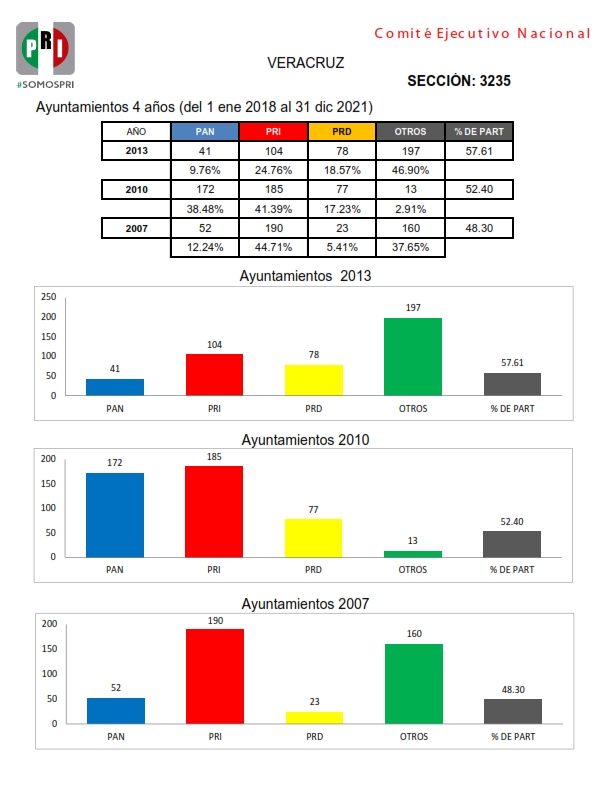 Comité Ejecutivo Nacional
PRI
#SOMOSPRI
VERACRUZ
SECCIÓN: 3235
Ayuntamientos 4 años (del 1 ene 2018 al 31 dic 2021)
AÑO PAN PRI PRD OTROS % DE PART
2013 41 104 78 197 57.61
9.76% 24.76% 18.57% 46.90%
2010 172 185 77 13 52.40
38.48% 41.39% 17.23% 2.91%
2007 52 190 23 160 48.30
12.24% 44.71% 5.41% 37.65%
Ayuntamientos 2013
250
200
150
100
50
0
41 104 78 197 57.61
PAN PRI PRD OTROS % DE PART
Ayuntamientos 2010
200
150
100
50
0
172 185 77 13 52.40
PAN PRI PRD OTROS % DE PART
Ayuntamientos 2007
200
150
100
50
0
52 190 23 160 48.30
PAN PRI PRD OTROS % DE PART